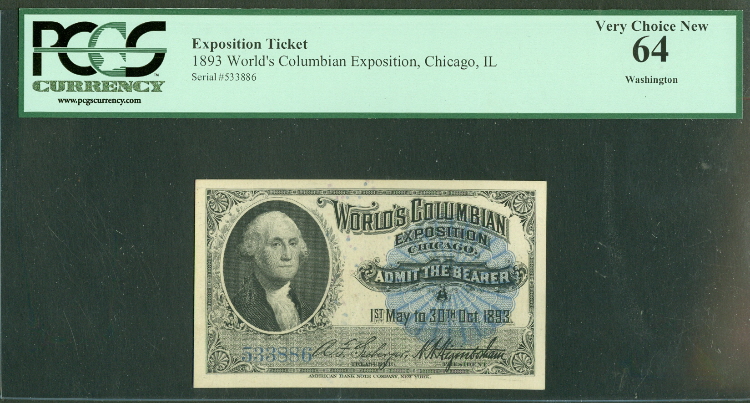 PCGS
CURRENCY
www.pcgscurrency.com
Exposition Ticket
1893 World's Columbian Exposition, Chicago, IL
Serial #533886
Very Choice New
64
Washington
WORLD'S COLUMBIAN
EXPOSITION
CHICAGO,
ADMIT THE BEARER
1ST May to 30TH Oct. 1893.
533886
TREASURER
PRESIDENT
AMERICAN BANK NOTE COMPANY, NEW YORK.